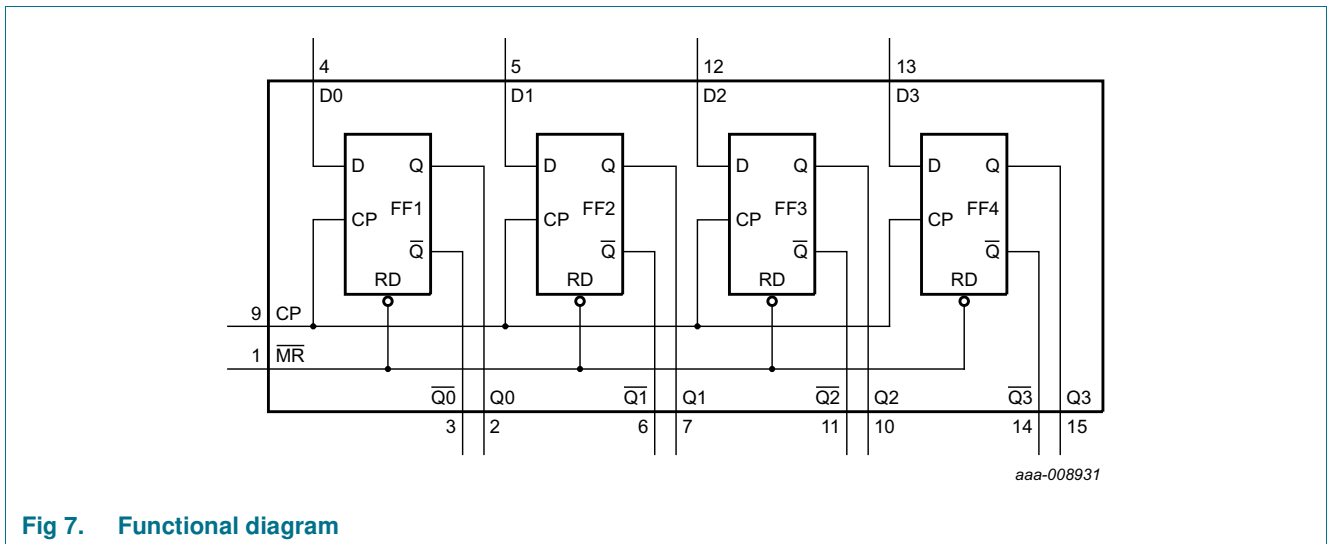 4 5 12 13
D0 D1 D2 D3
D Q D Q D Q D Q
FF1 FF2 FF3 FF4
CP CP CP CP
Q̅ Q̅ Q̅ Q̅
RD RD RD RD
9 CP
1 M̅R̅
Q̅0̅ Q0 Q̅1̅ Q1 Q̅2̅ Q2 Q̅3̅ Q3
3 2 6 7 11 10 14 15
aaa-008931
Fig 7. Functional diagram